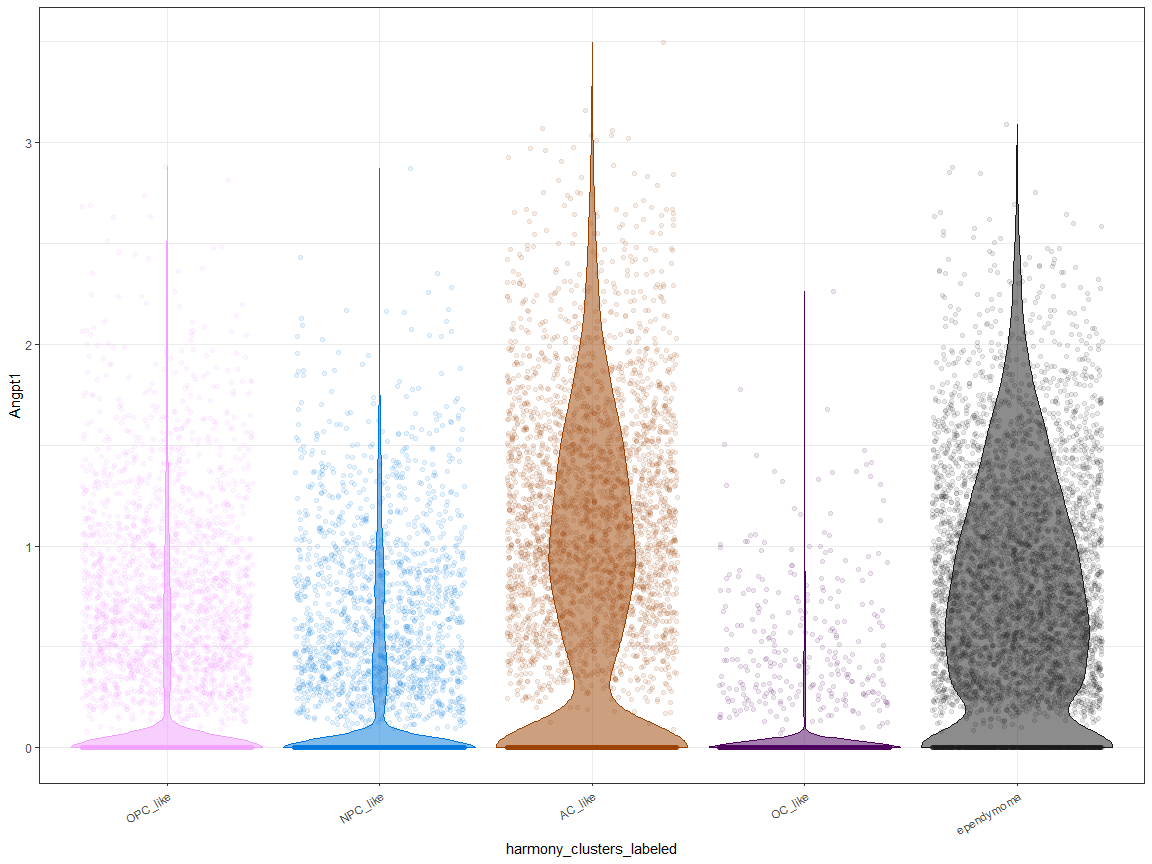 3
2
1
0
Angpt1
OPC_like
NPC_like
AC_like
OC_like
ependymoma
harmony_clusters_labeled